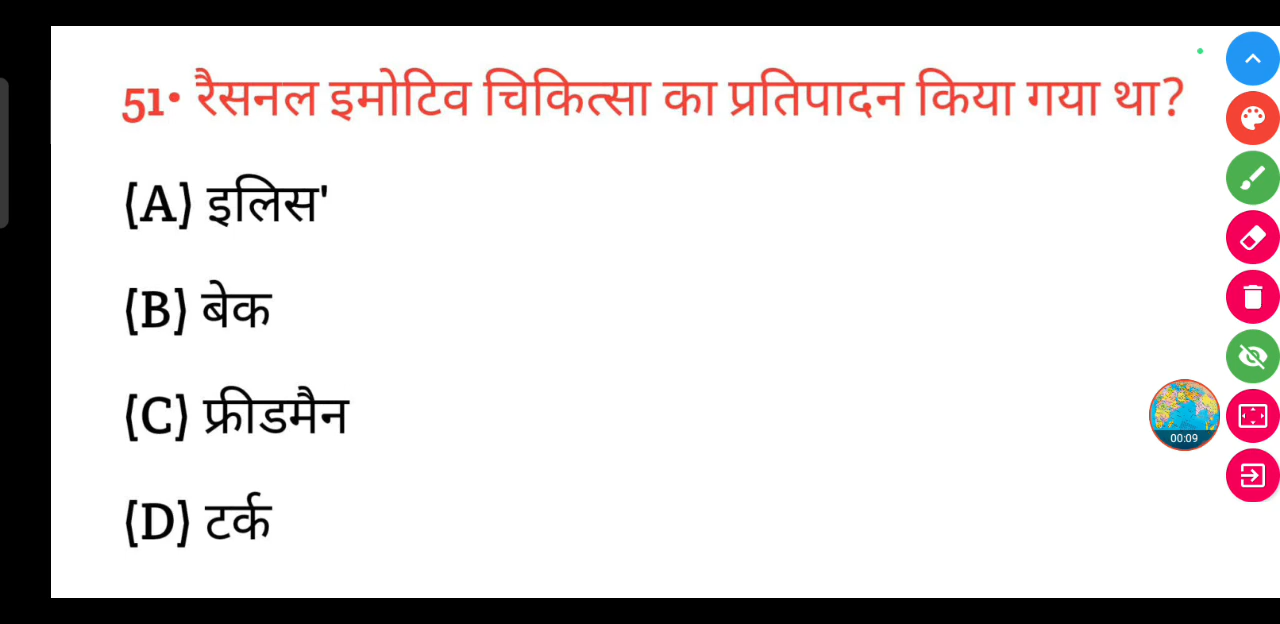 51• रैसनल इमोटिव चिकित्सा का प्रतिपादन किया गया था?
(A) इलिस'
(B) बेक
(C) फ्रीडमैन
(D) टर्क
00:09